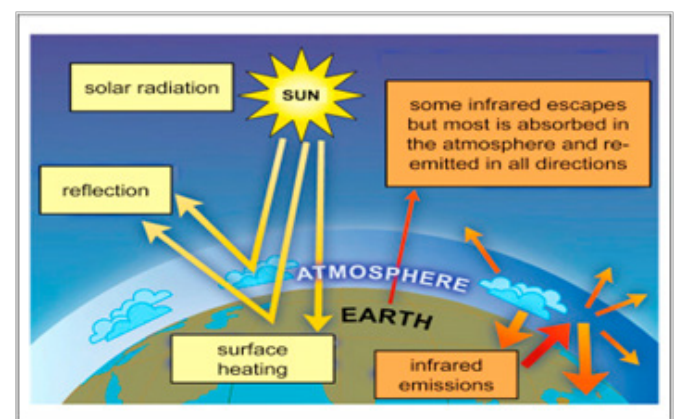 solar radiation
SUN
some infrared escapes
but most is absorbed in
the atmosphere and re-
emitted in all directions
reflection
ATMOSPHERE
EARTH
surface
heating
infrared
emissions